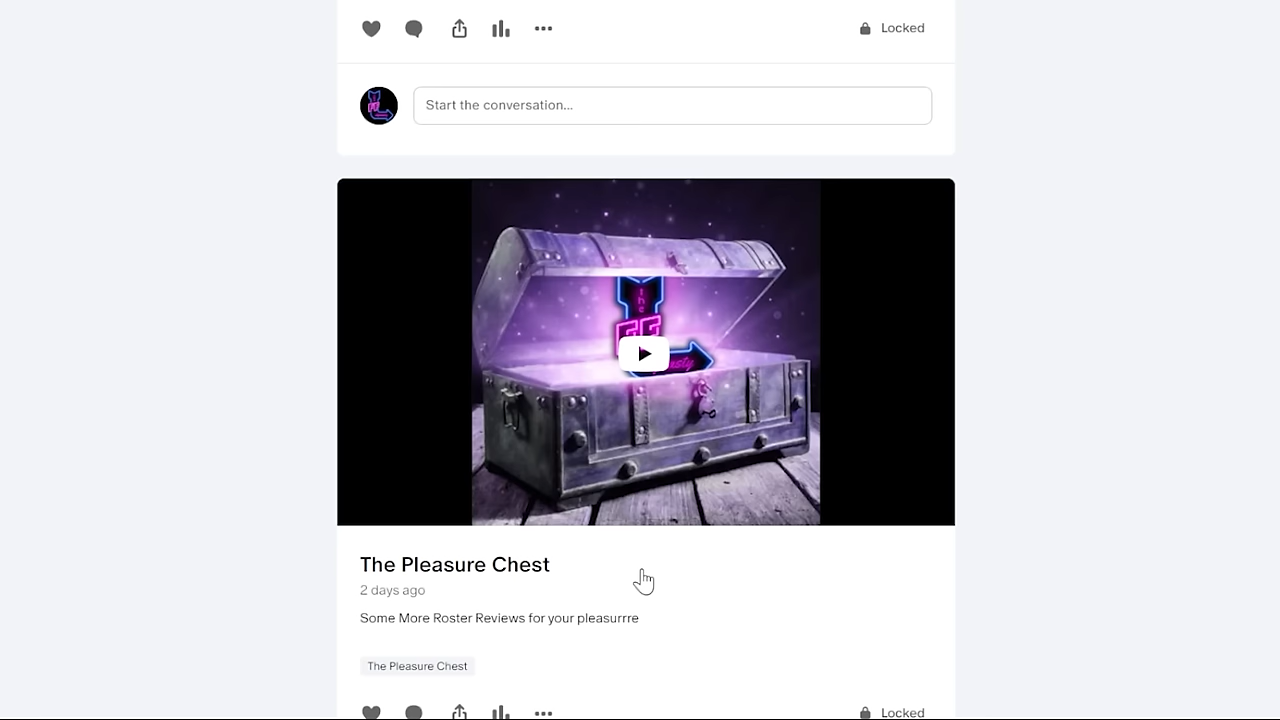 Locked
Start the conversation...
the
The Pleasure Chest
2 days ago
Some More Roster Reviews for your pleasurrre
The Pleasure Chest
Locked